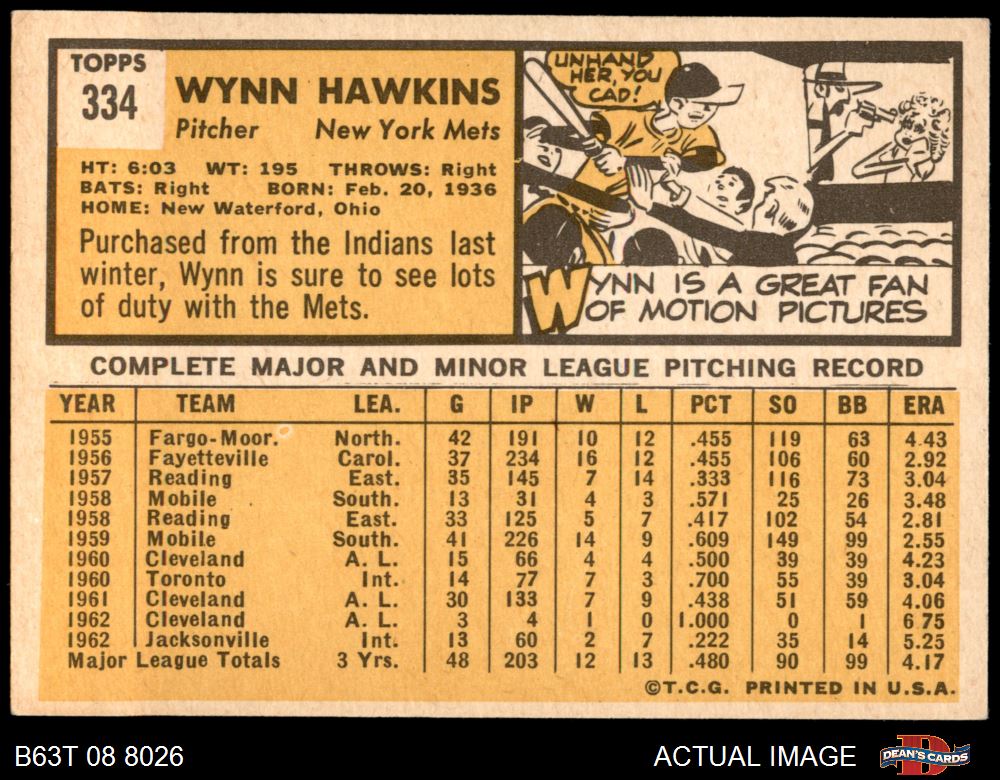 TOPPS
334
WYNN HAWKINS
Pitcher New York Mets
HT: 6:03 WT: 195 THROWS: Right
BATS: Right BORN: Feb. 20, 1936
HOME: New Waterford, Ohio
Purchased from the Indians last
winter, Wynn is sure to see lots
of duty with the Mets.
UNHAND
HER, YOU
CAD!
WYNN IS A GREAT FAN
OF MOTION PICTURES
COMPLETE MAJOR AND MINOR LEAGUE PITCHING RECORD
YEAR TEAM LEA. G IP W L PCT SO BB ERA
1955 Fargo-Moor. North. 42 191 10 12 .455 119 63 4.43
1956 Fayetteville Carol. 37 234 16 12 .455 106 60 2.92
1957 Reading East. 35 145 7 14 .333 116 73 3.04
1958 Mobile South. 13 31 4 3 .571 25 26 3.48
1958 Reading East. 33 125 5 7 .417 102 54 2.81
1959 Mobile South. 41 226 14 9 .609 149 99 2.55
1960 Cleveland A. L. 15 66 4 4 .500 39 39 4.23
1960 Toronto Int. 14 77 7 3 .700 55 39 3.04
1961 Cleveland A. L. 30 133 7 9 .438 51 59 4.06
1962 Cleveland A. L. 3 4 1 0 1.000 0 1 6.75
1962 Jacksonville Int. 13 60 2 7 .222 35 14 5.25
Major League Totals 3 Yrs. 48 203 12 13 .480 90 99 4.17
©T.C.G. PRINTED IN U.S.A.
B63T 08 8026 ACTUAL IMAGE DEAN'S CARDS